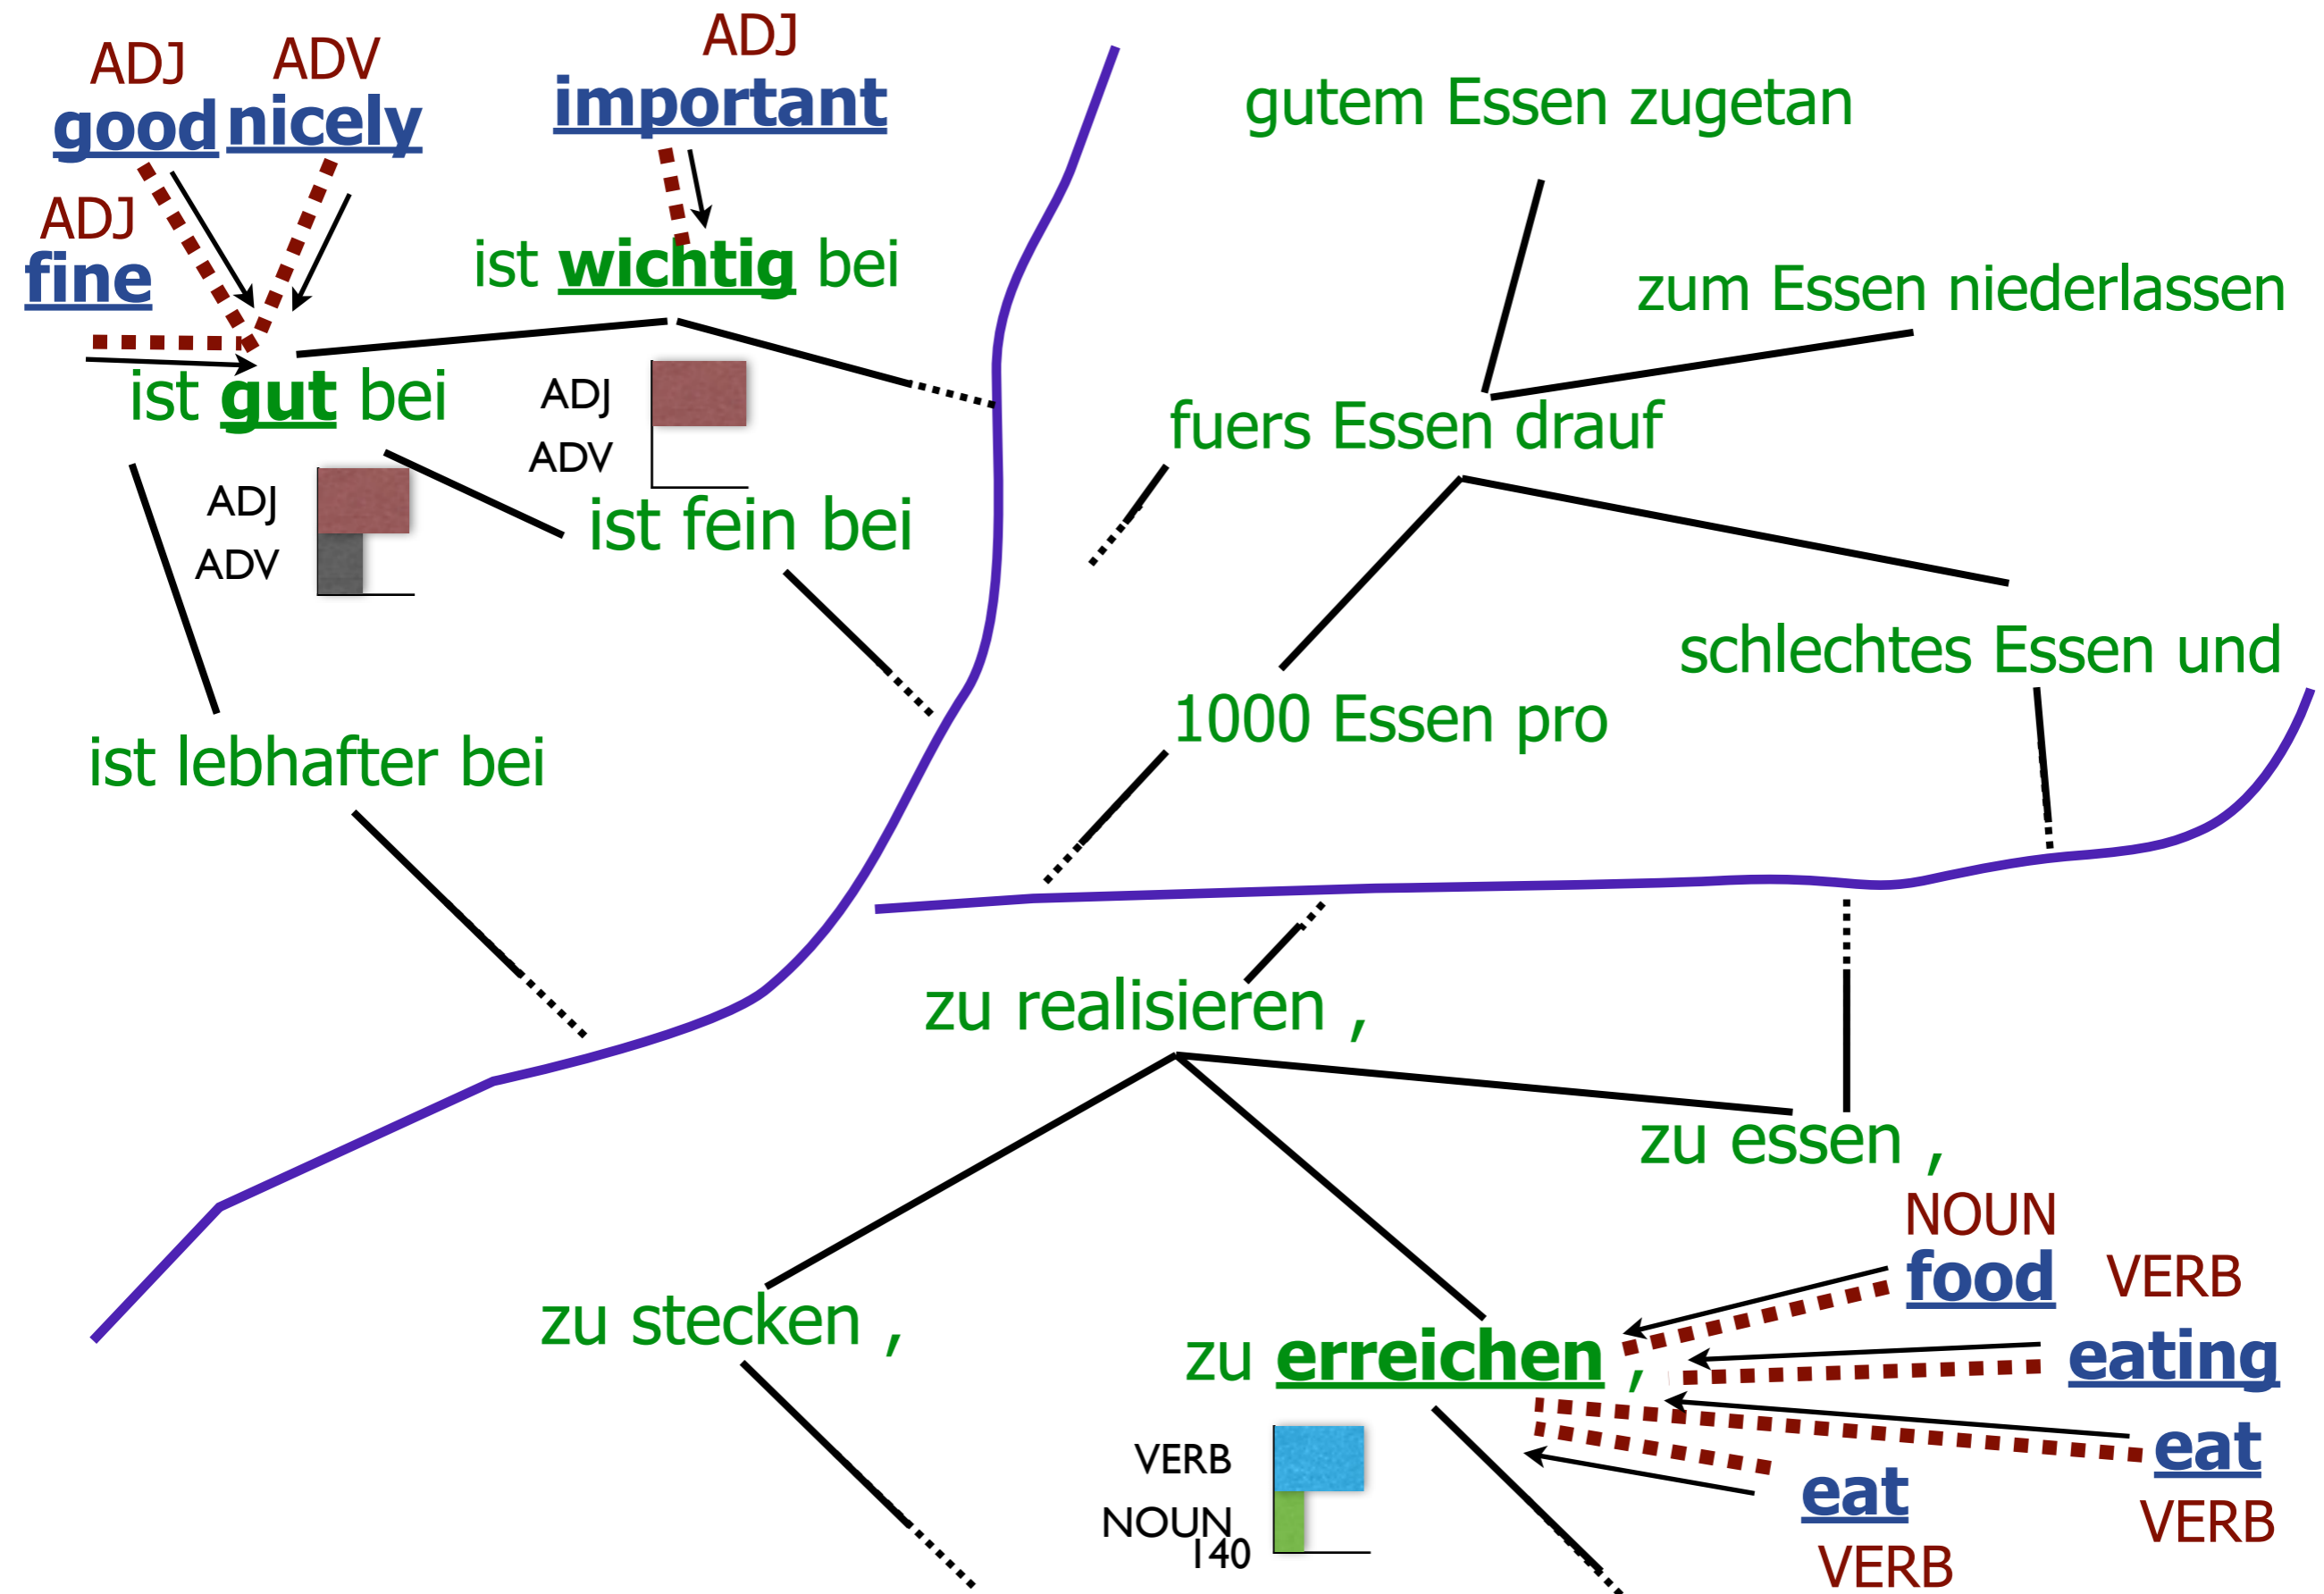 ADJ
ADV
ADJ
good
nicely
important
gutem Essen zugetan
ADJ
fine
ist wichtig bei
zum Essen niederlassen
ist gut bei
ADJ
ADV
fuers Essen drauf
ADJ
ADV
ist fein bei
schlechtes Essen und
1000 Essen pro
ist lebhafter bei
zu realisieren ,
zu essen ,
NOUN
food
VERB
zu stecken ,
zu erreichen ,
eating
VERB
NOUN
eat
VERB
eat
VERB
140